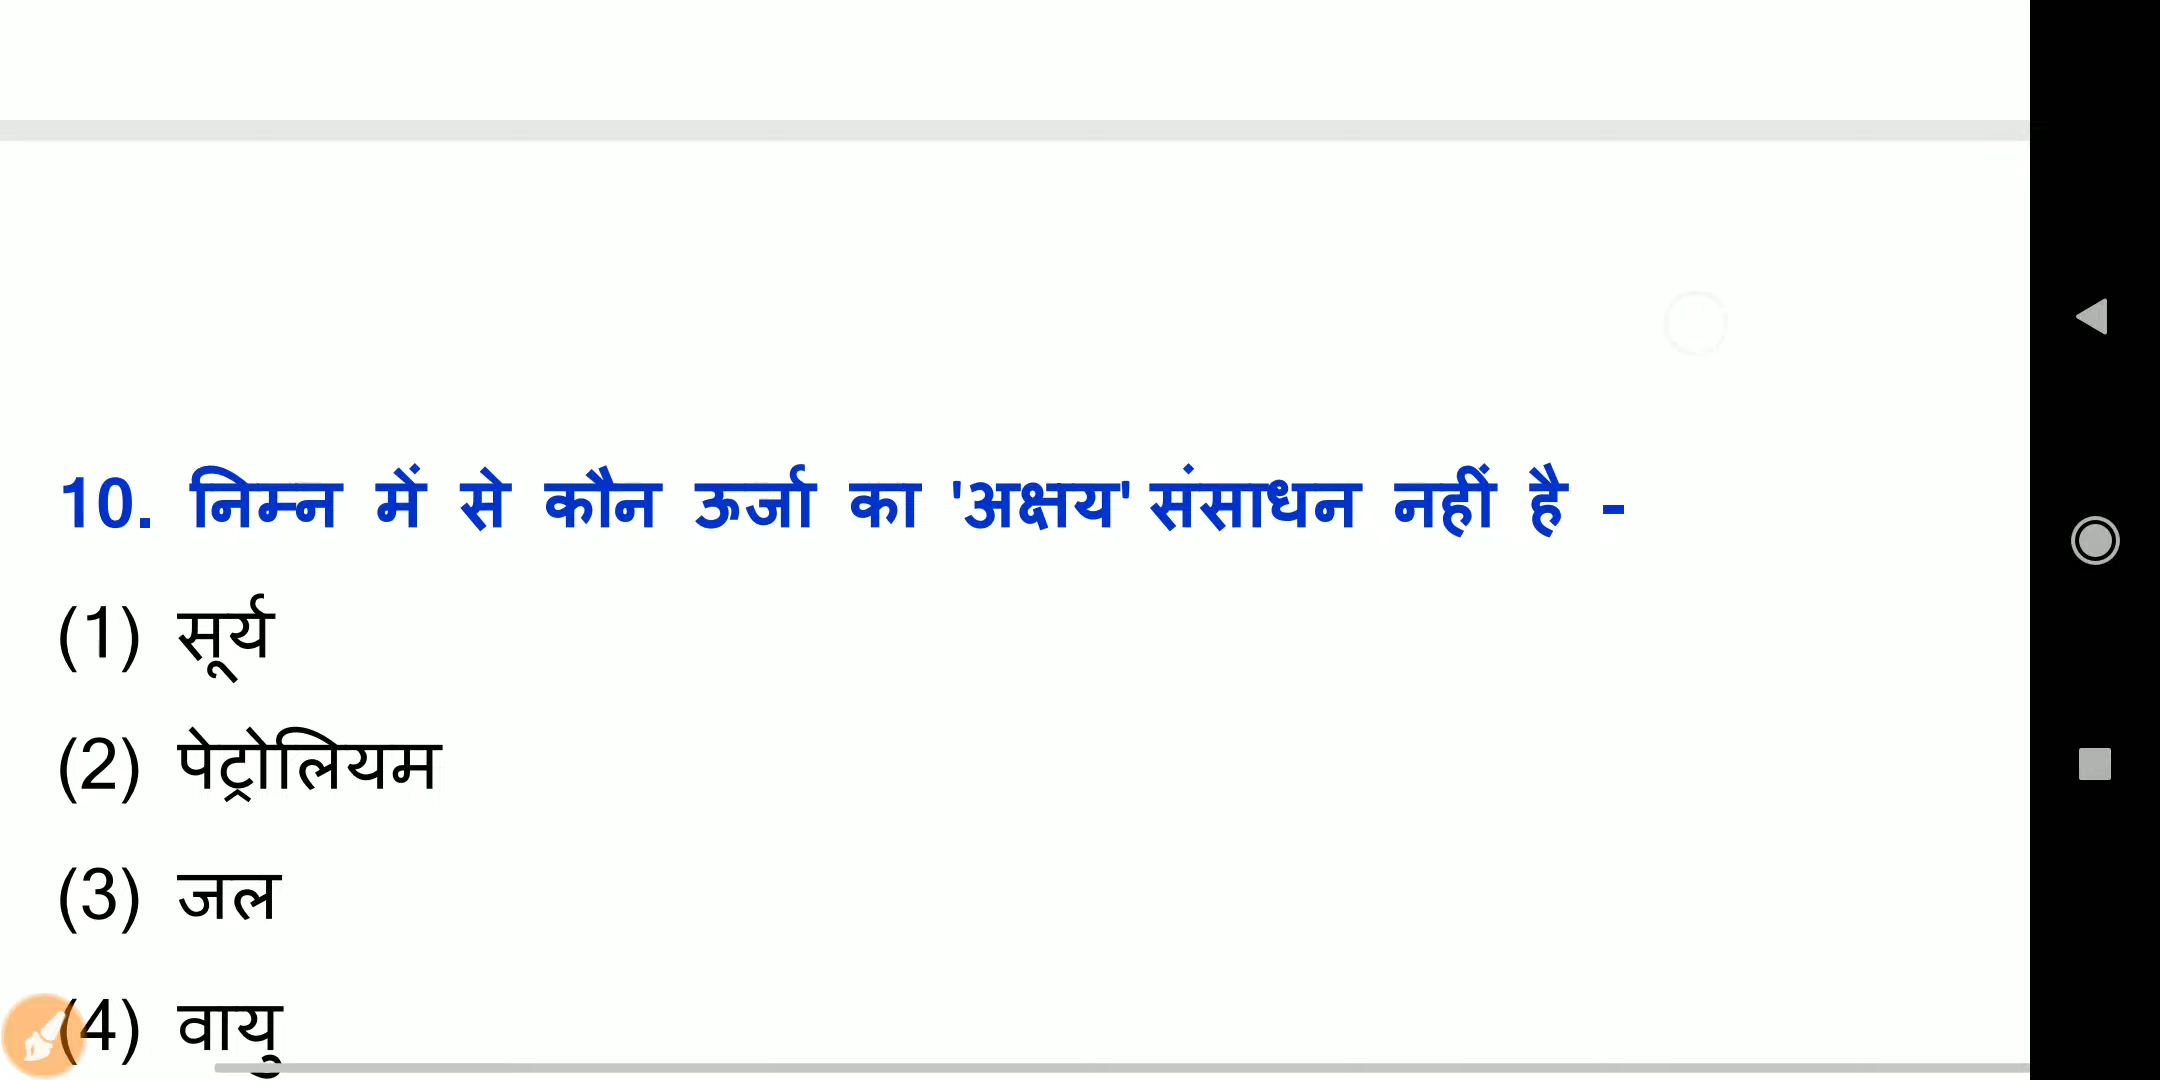 10. निम्न में से कौन ऊर्जा का 'अक्षय' संसाधन नहीं है -
(1) सूर्य
(2) पेट्रोलियम
(3) जल
(4) वायु